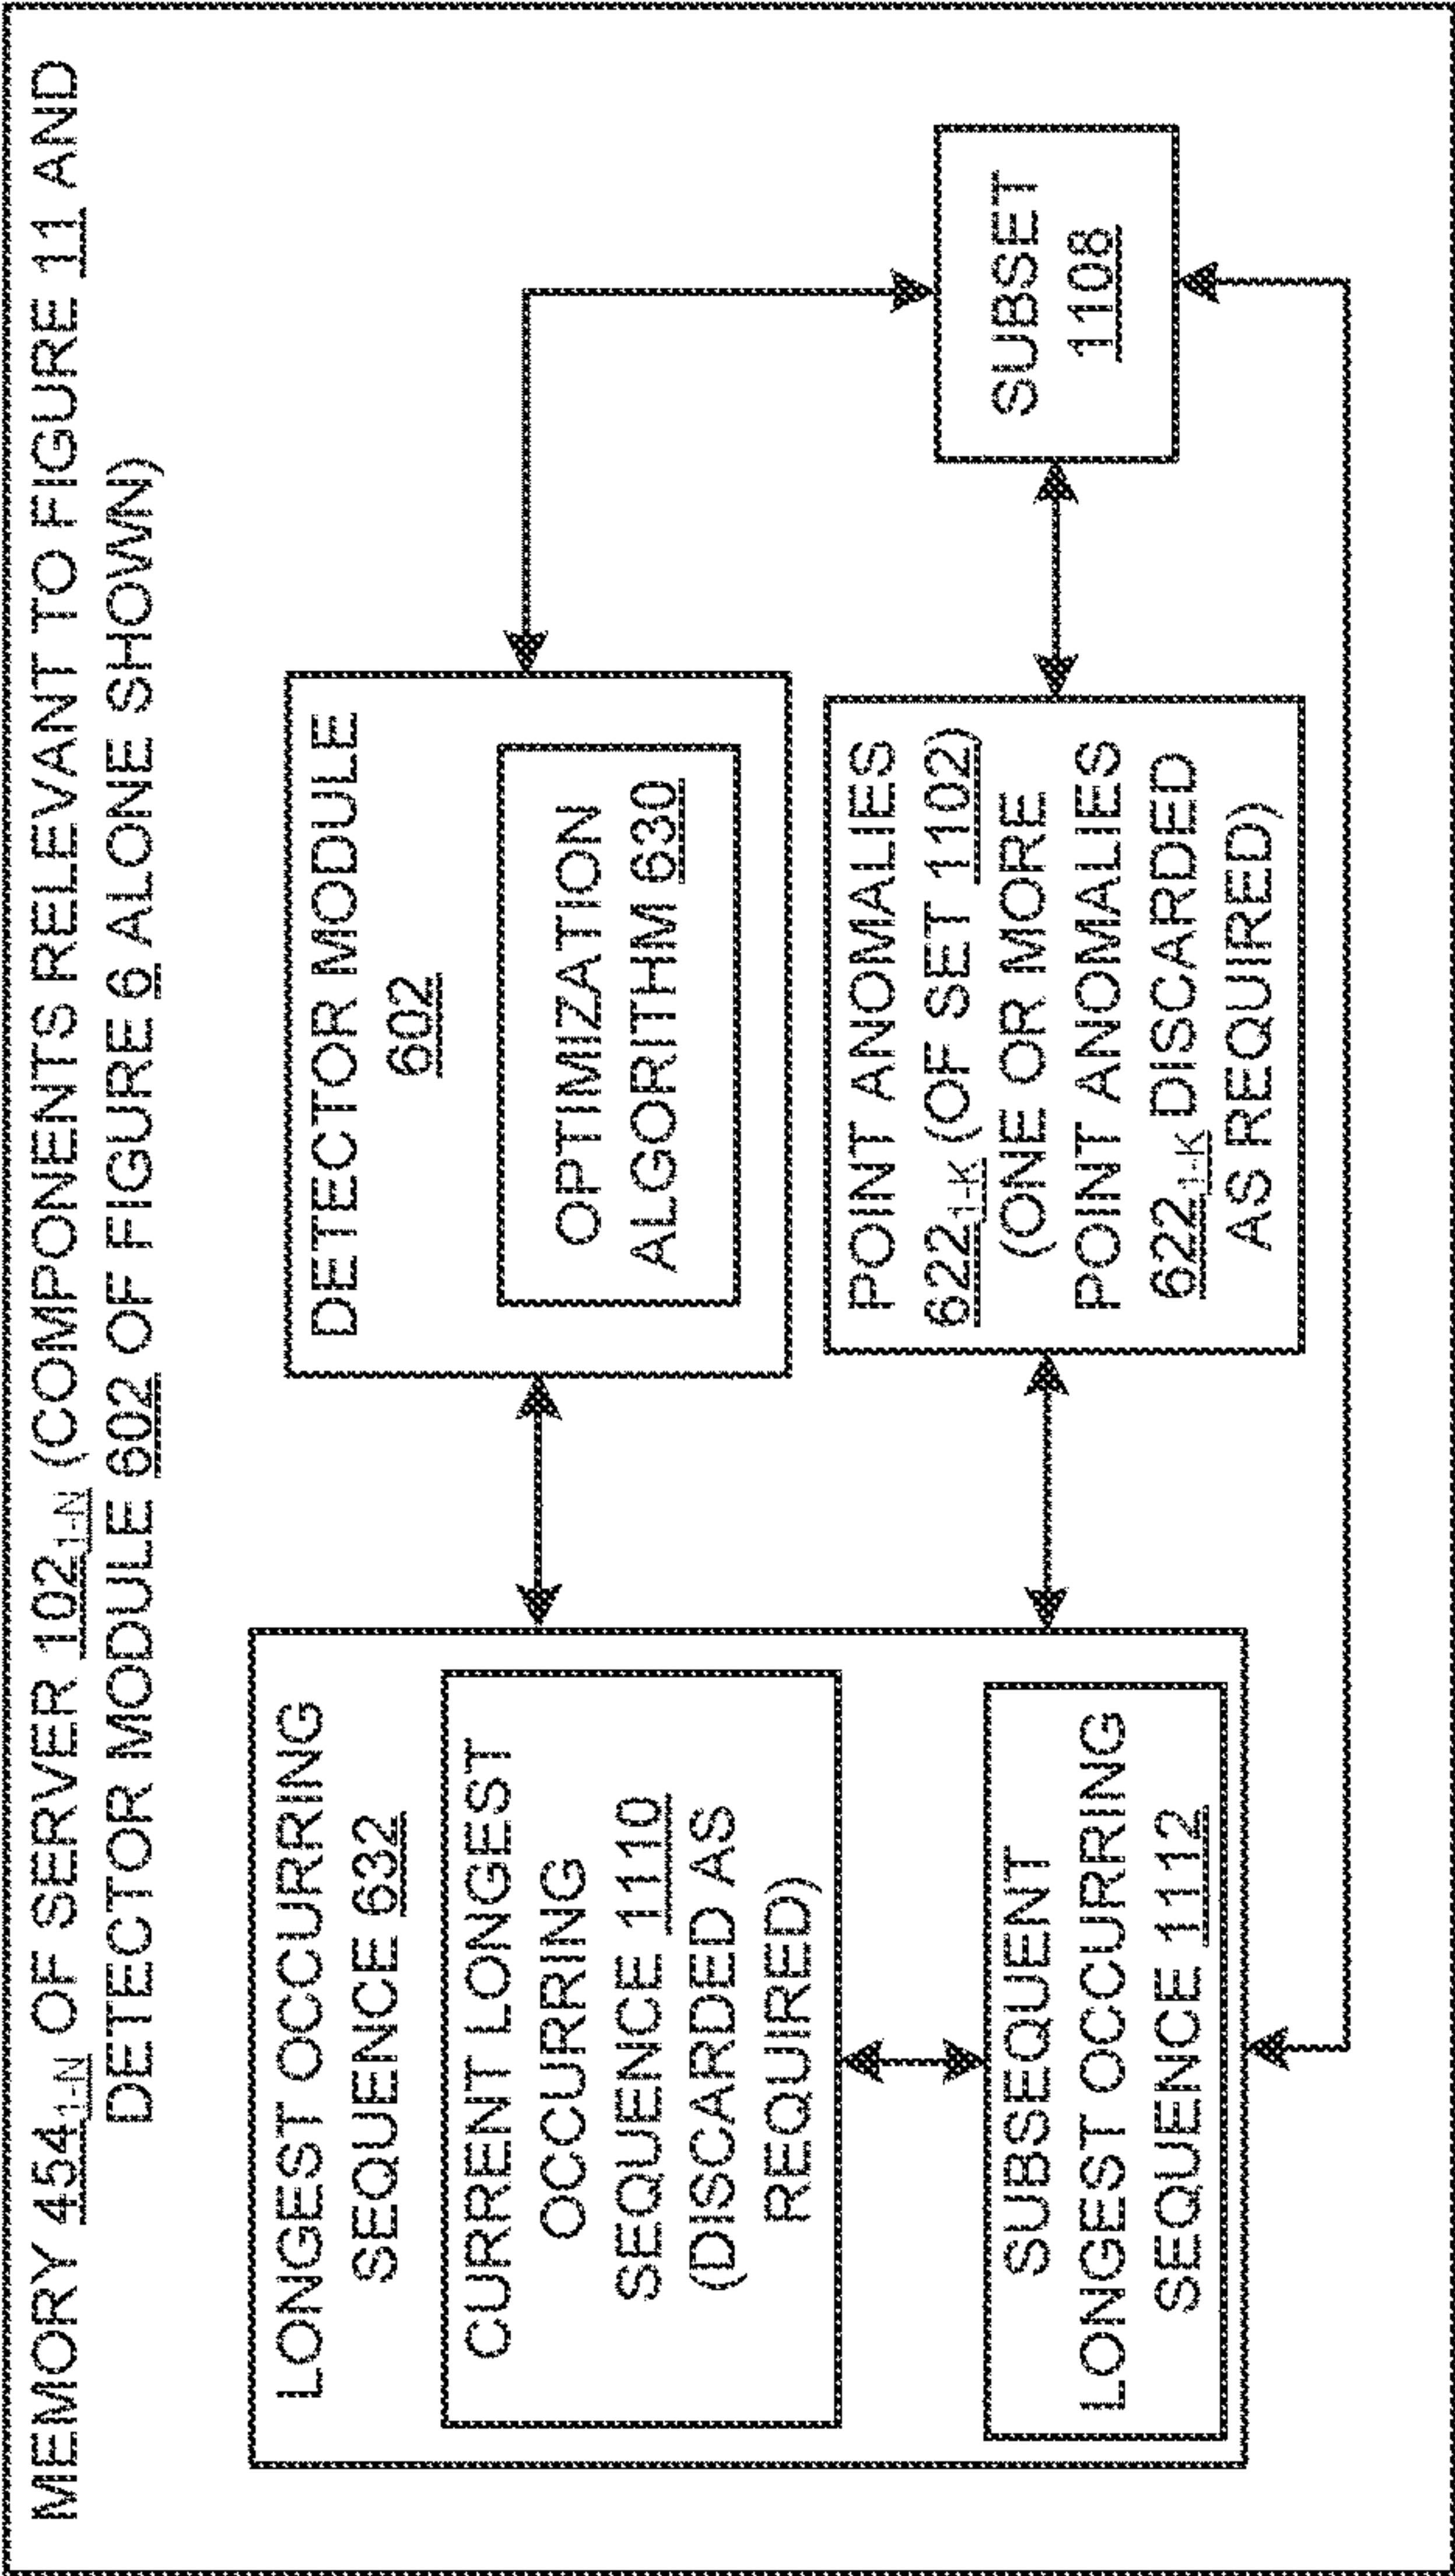 MEMORY 454₁₋N OF SERVER 102₁₋N (COMPONENTS RELEVANT TO FIGURE 11 AND
DETECTOR MODULE 602 OF FIGURE 6 ALONE SHOWN)
LONGEST OCCURRING
SEQUENCE 632
CURRENT LONGEST
OCCURRING
SEQUENCE 1110
(DISCARDED AS
REQUIRED)
SUBSEQUENT
LONGEST OCCURRING
SEQUENCE 1112
DETECTOR MODULE
602
OPTIMIZATION
ALGORITHM 630
POINT ANOMALIES
622₁₋K (OF SET 1102)
(ONE OR MORE
POINT ANOMALIES
622₁₋K DISCARDED
AS REQUIRED)
SUBSET
1108